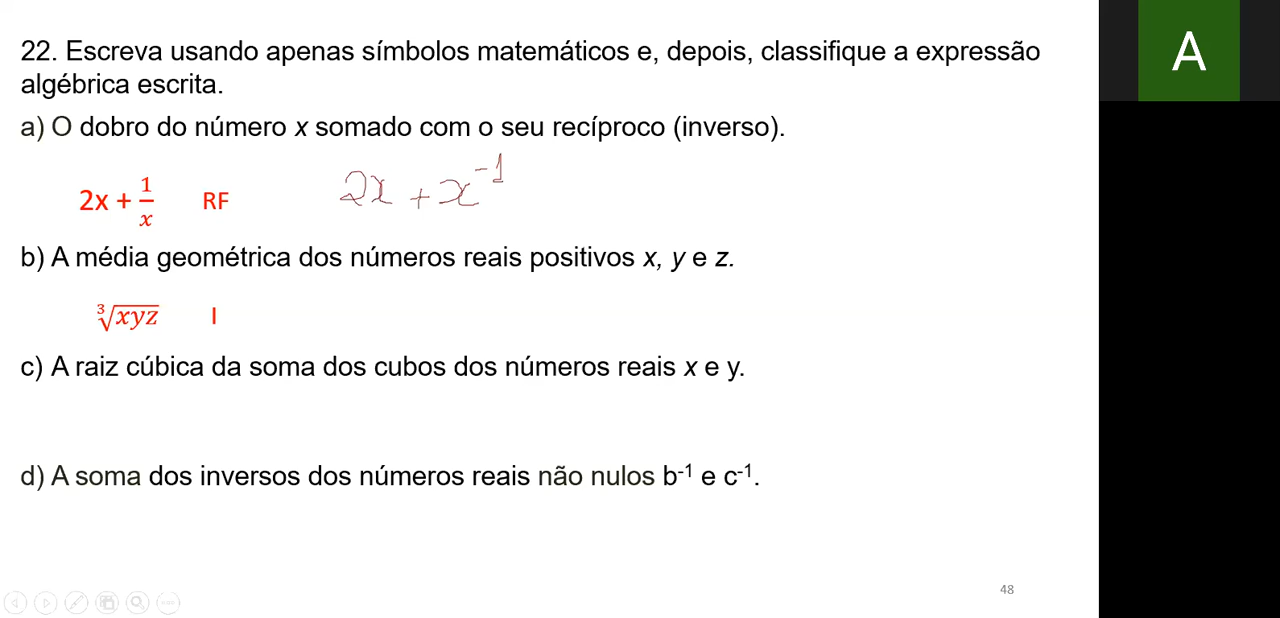 22. Escreva usando apenas símbolos matemáticos e, depois, classifique a expressão
algébrica escrita.
a) O dobro do número x somado com o seu recíproco (inverso).
2x + 1/x RF 2x + x⁻¹
b) A média geométrica dos números reais positivos x, y e z.
∛xyz I
c) A raiz cúbica da soma dos cubos dos números reais x e y.
d) A soma dos inversos dos números reais não nulos b⁻¹ e c⁻¹.
48
A